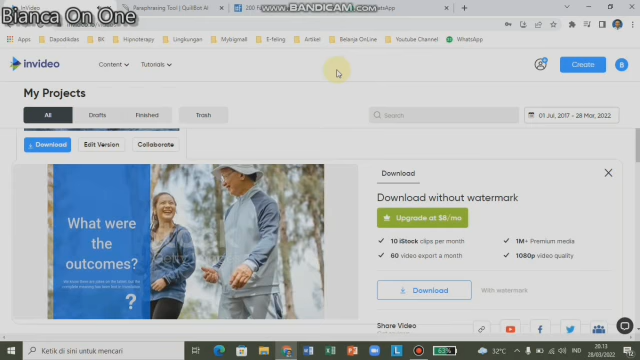 Bianca On One
InVideo
Paraphrasing Tool | QuillBot AI
WWW.BANDICAM.COM
WhatsApp
Apps
Dapodikdas
BK
Hipnoterapy
Lingkungan
Mybigmall
E-feling
Artikel
Belanja OnLine
YouTube Channel
WhatsApp
invideo
Content
Tutorials
Create
B
My Projects
All
Drafts
Finished
Trash
Search
01 Jul, 2017 - 28 Mar, 2022
Download
Edit Version
Collaborate
What were
the
outcomes?
?
Download
Download without watermark
Upgrade at $8/mo
10 iStock clips per month
1M+ Premium media
60 video export a month
1080p video quality
Download
With watermark
Share Video
Ketik di sini untuk mencari
63%
32°C
IND
20.13
28/03/2022